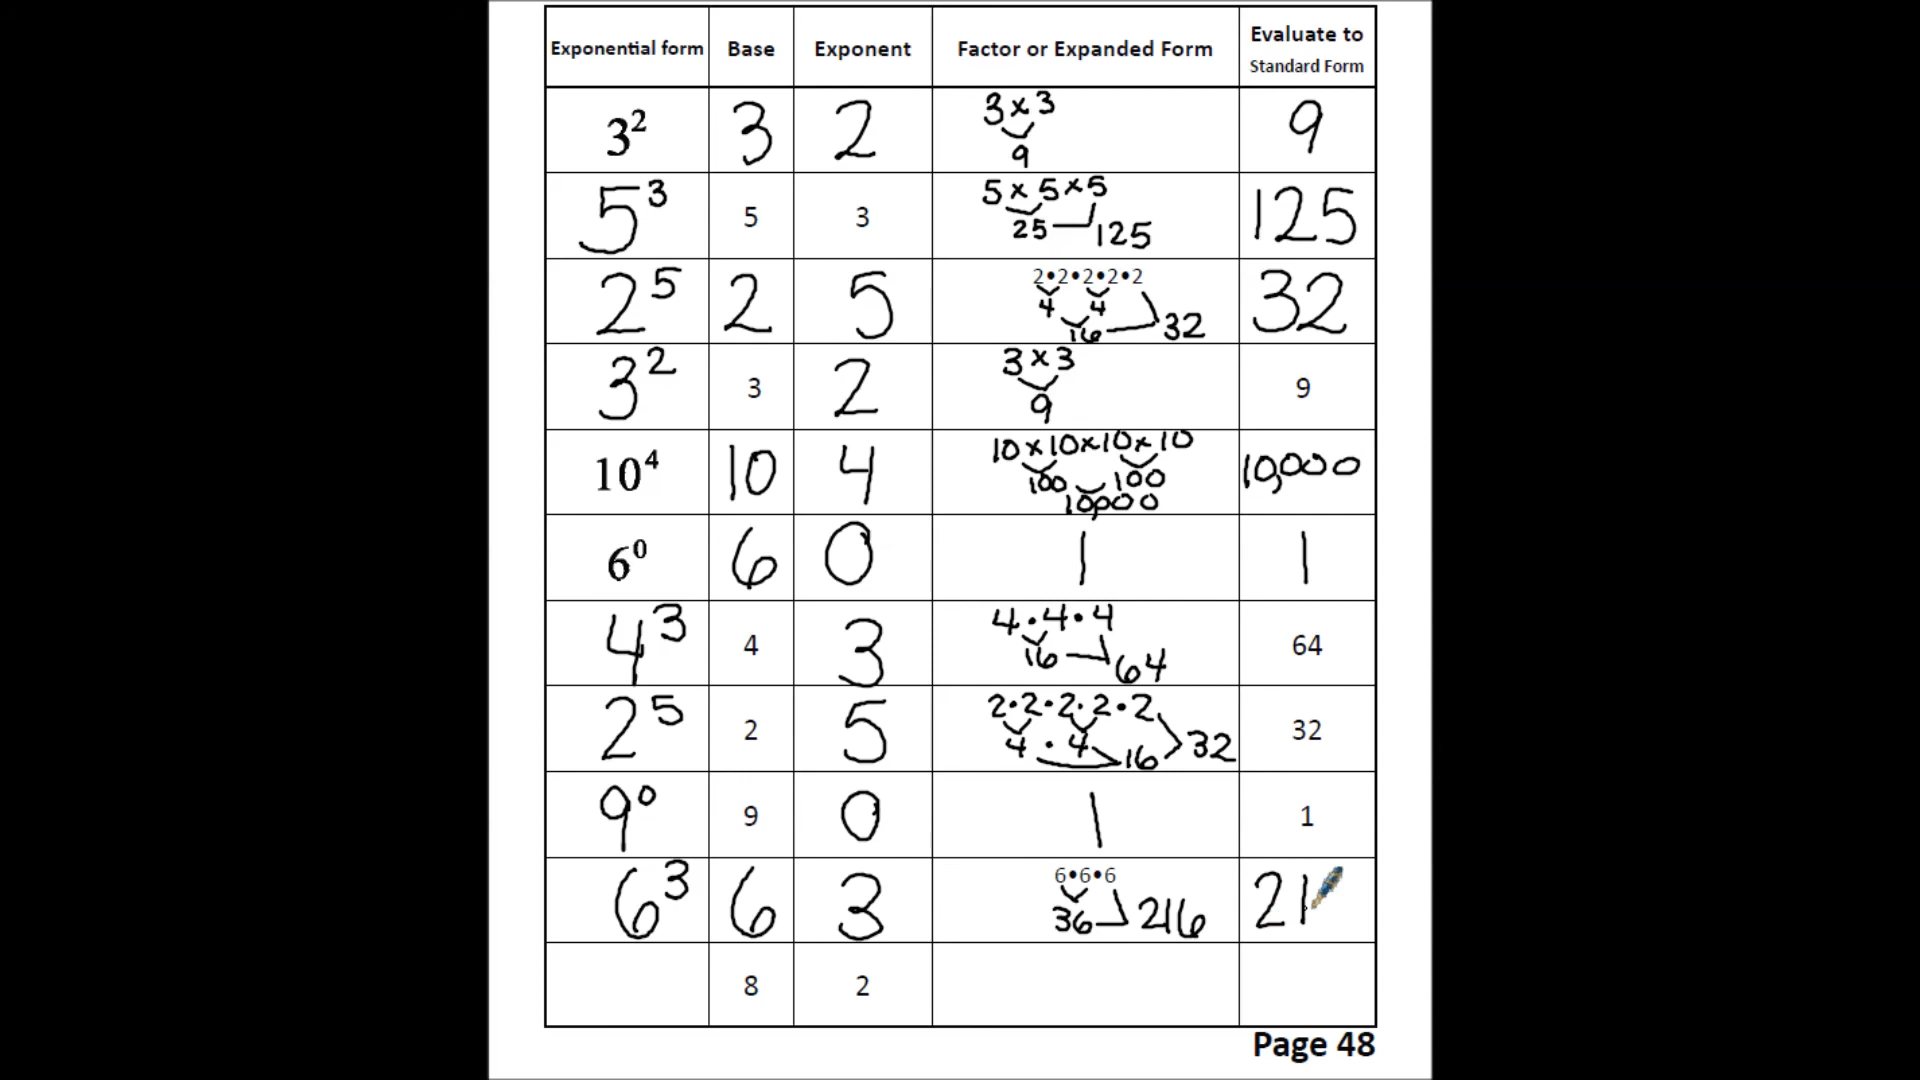 Exponential form Base Exponent Factor or Expanded Form Evaluate to Standard Form
3² 3 2 3 x 3 9
9
5³ 5 3 5 x 5 x 5 125
25 125
2⁵ 2 5 2•2•2•2•2 32
4 4
16 32
3² 3 2 3 x 3 9
9
10⁴ 10 4 10 x 10 x 10 x 10 10,000
100 100
10,000
6⁰ 6 0 1 1
4³ 4 3 4 • 4 • 4 64
16 64
2⁵ 2 5 2 • 2 • 2 • 2 • 2 32
4 • 4 16 32
9⁰ 9 0 1 1
6³ 6 3 6•6•6 21
36 216
8 2
Page 48